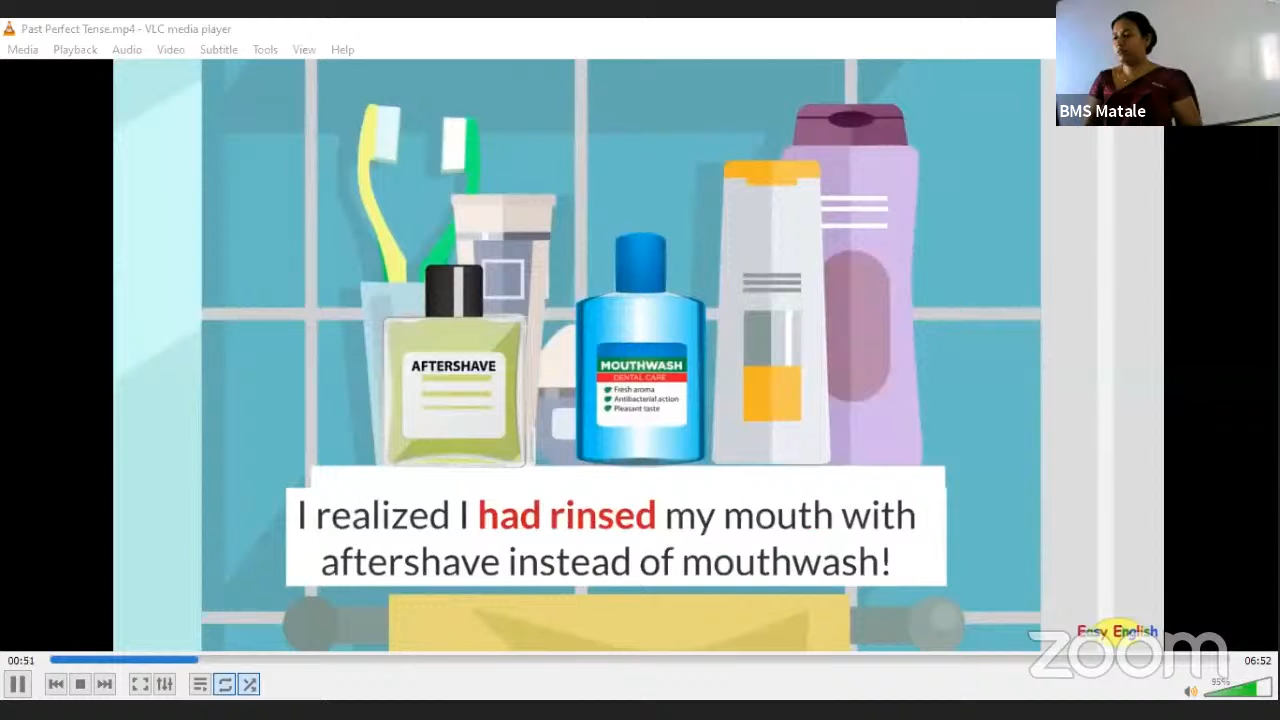 Past Perfect Tense.mp4 - VLC media player
Media Playback Audio Video Subtitle Tools View Help
BMS Matale
AFTERSHAVE
MOUTHWASH
DENTAL CARE
Fresh aroma
Antibacterial action
Pleasant taste
I realized I had rinsed my mouth with
aftershave instead of mouthwash!
Easy English
zoom
00:51
06:52
95%